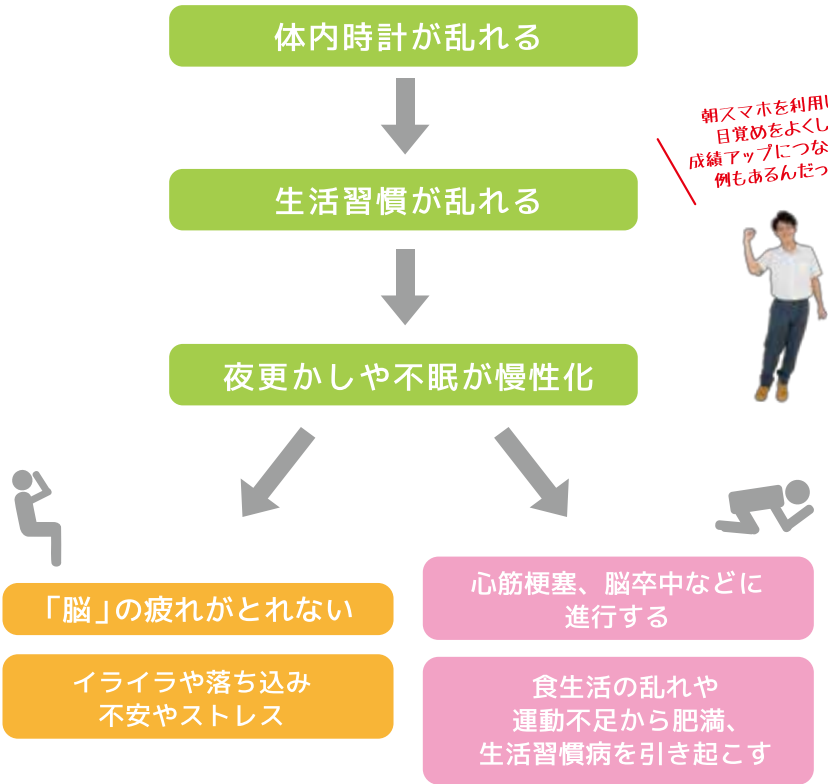 体内時計が乱れる
朝スマホを利用
目覚めをよくし
成績アップにつな
例もあるんだっ
生活習慣が乱れる
夜更かしや不眠が慢性化
「脳」の疲れがとれない
イライラや落ち込み
不安やストレス
心筋梗塞、脳卒中などに
進行する
食生活の乱れや
運動不足から肥満、
生活習慣病を引き起こす